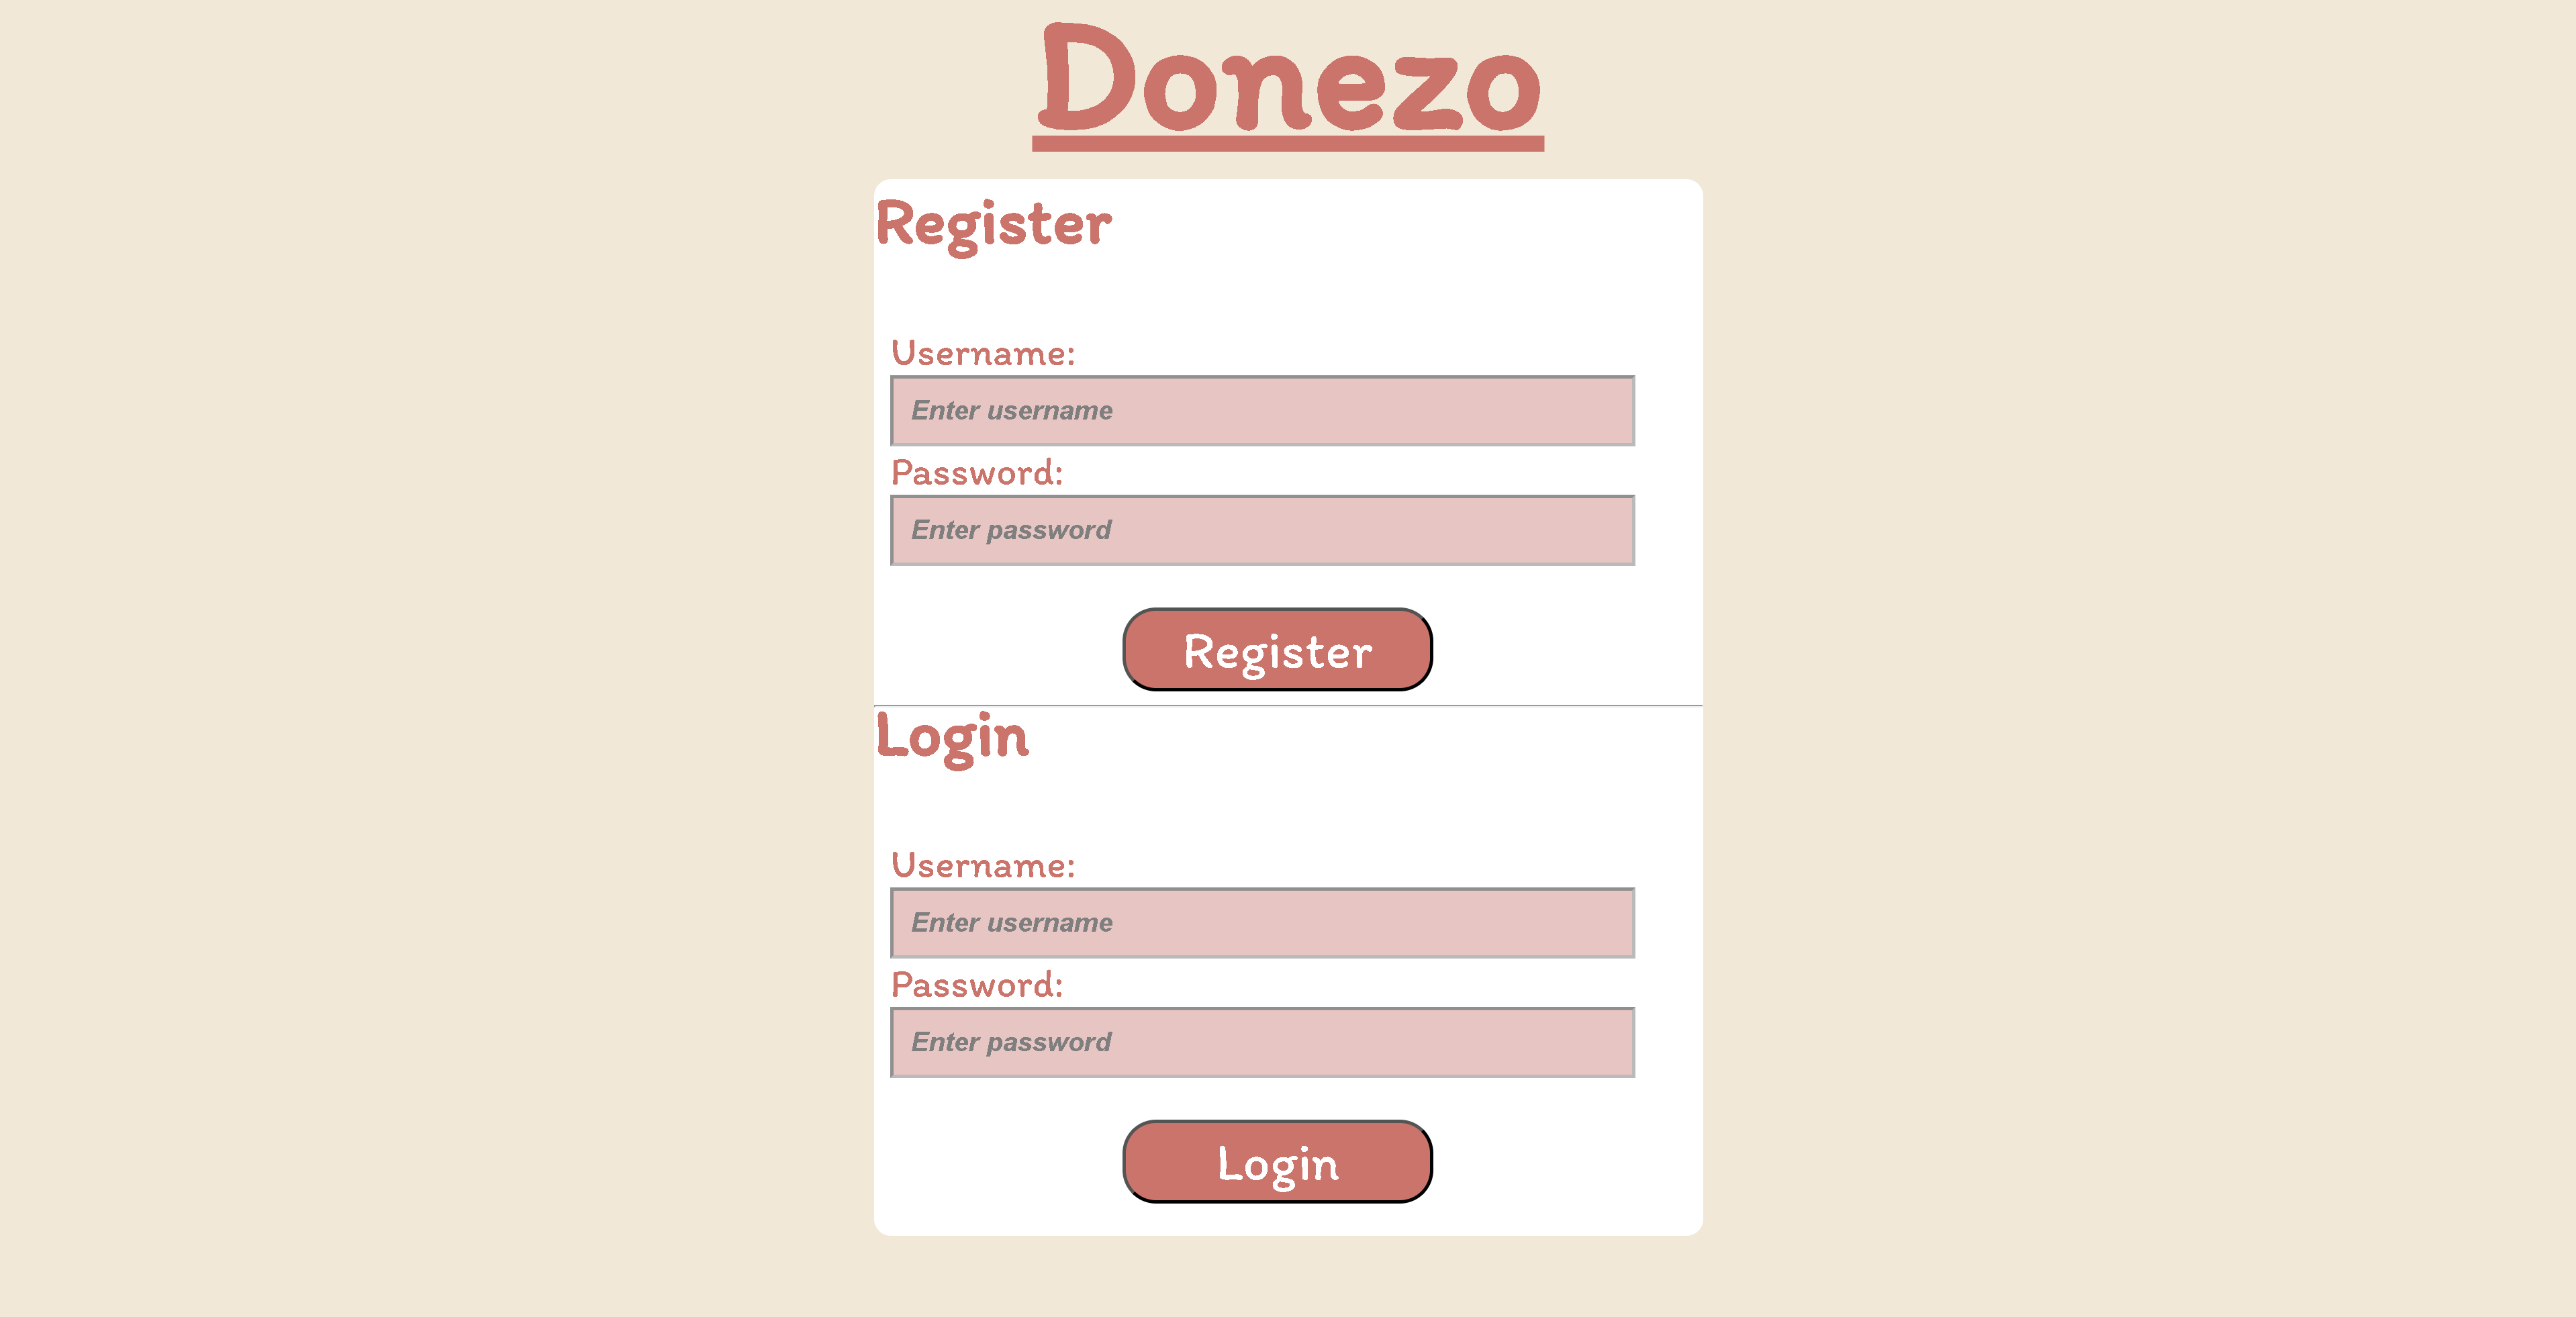 Donezo
Register
Username:
Enter username
Password:
Enter password
Register
Login
Username:
Enter username
Password:
Enter password
Login